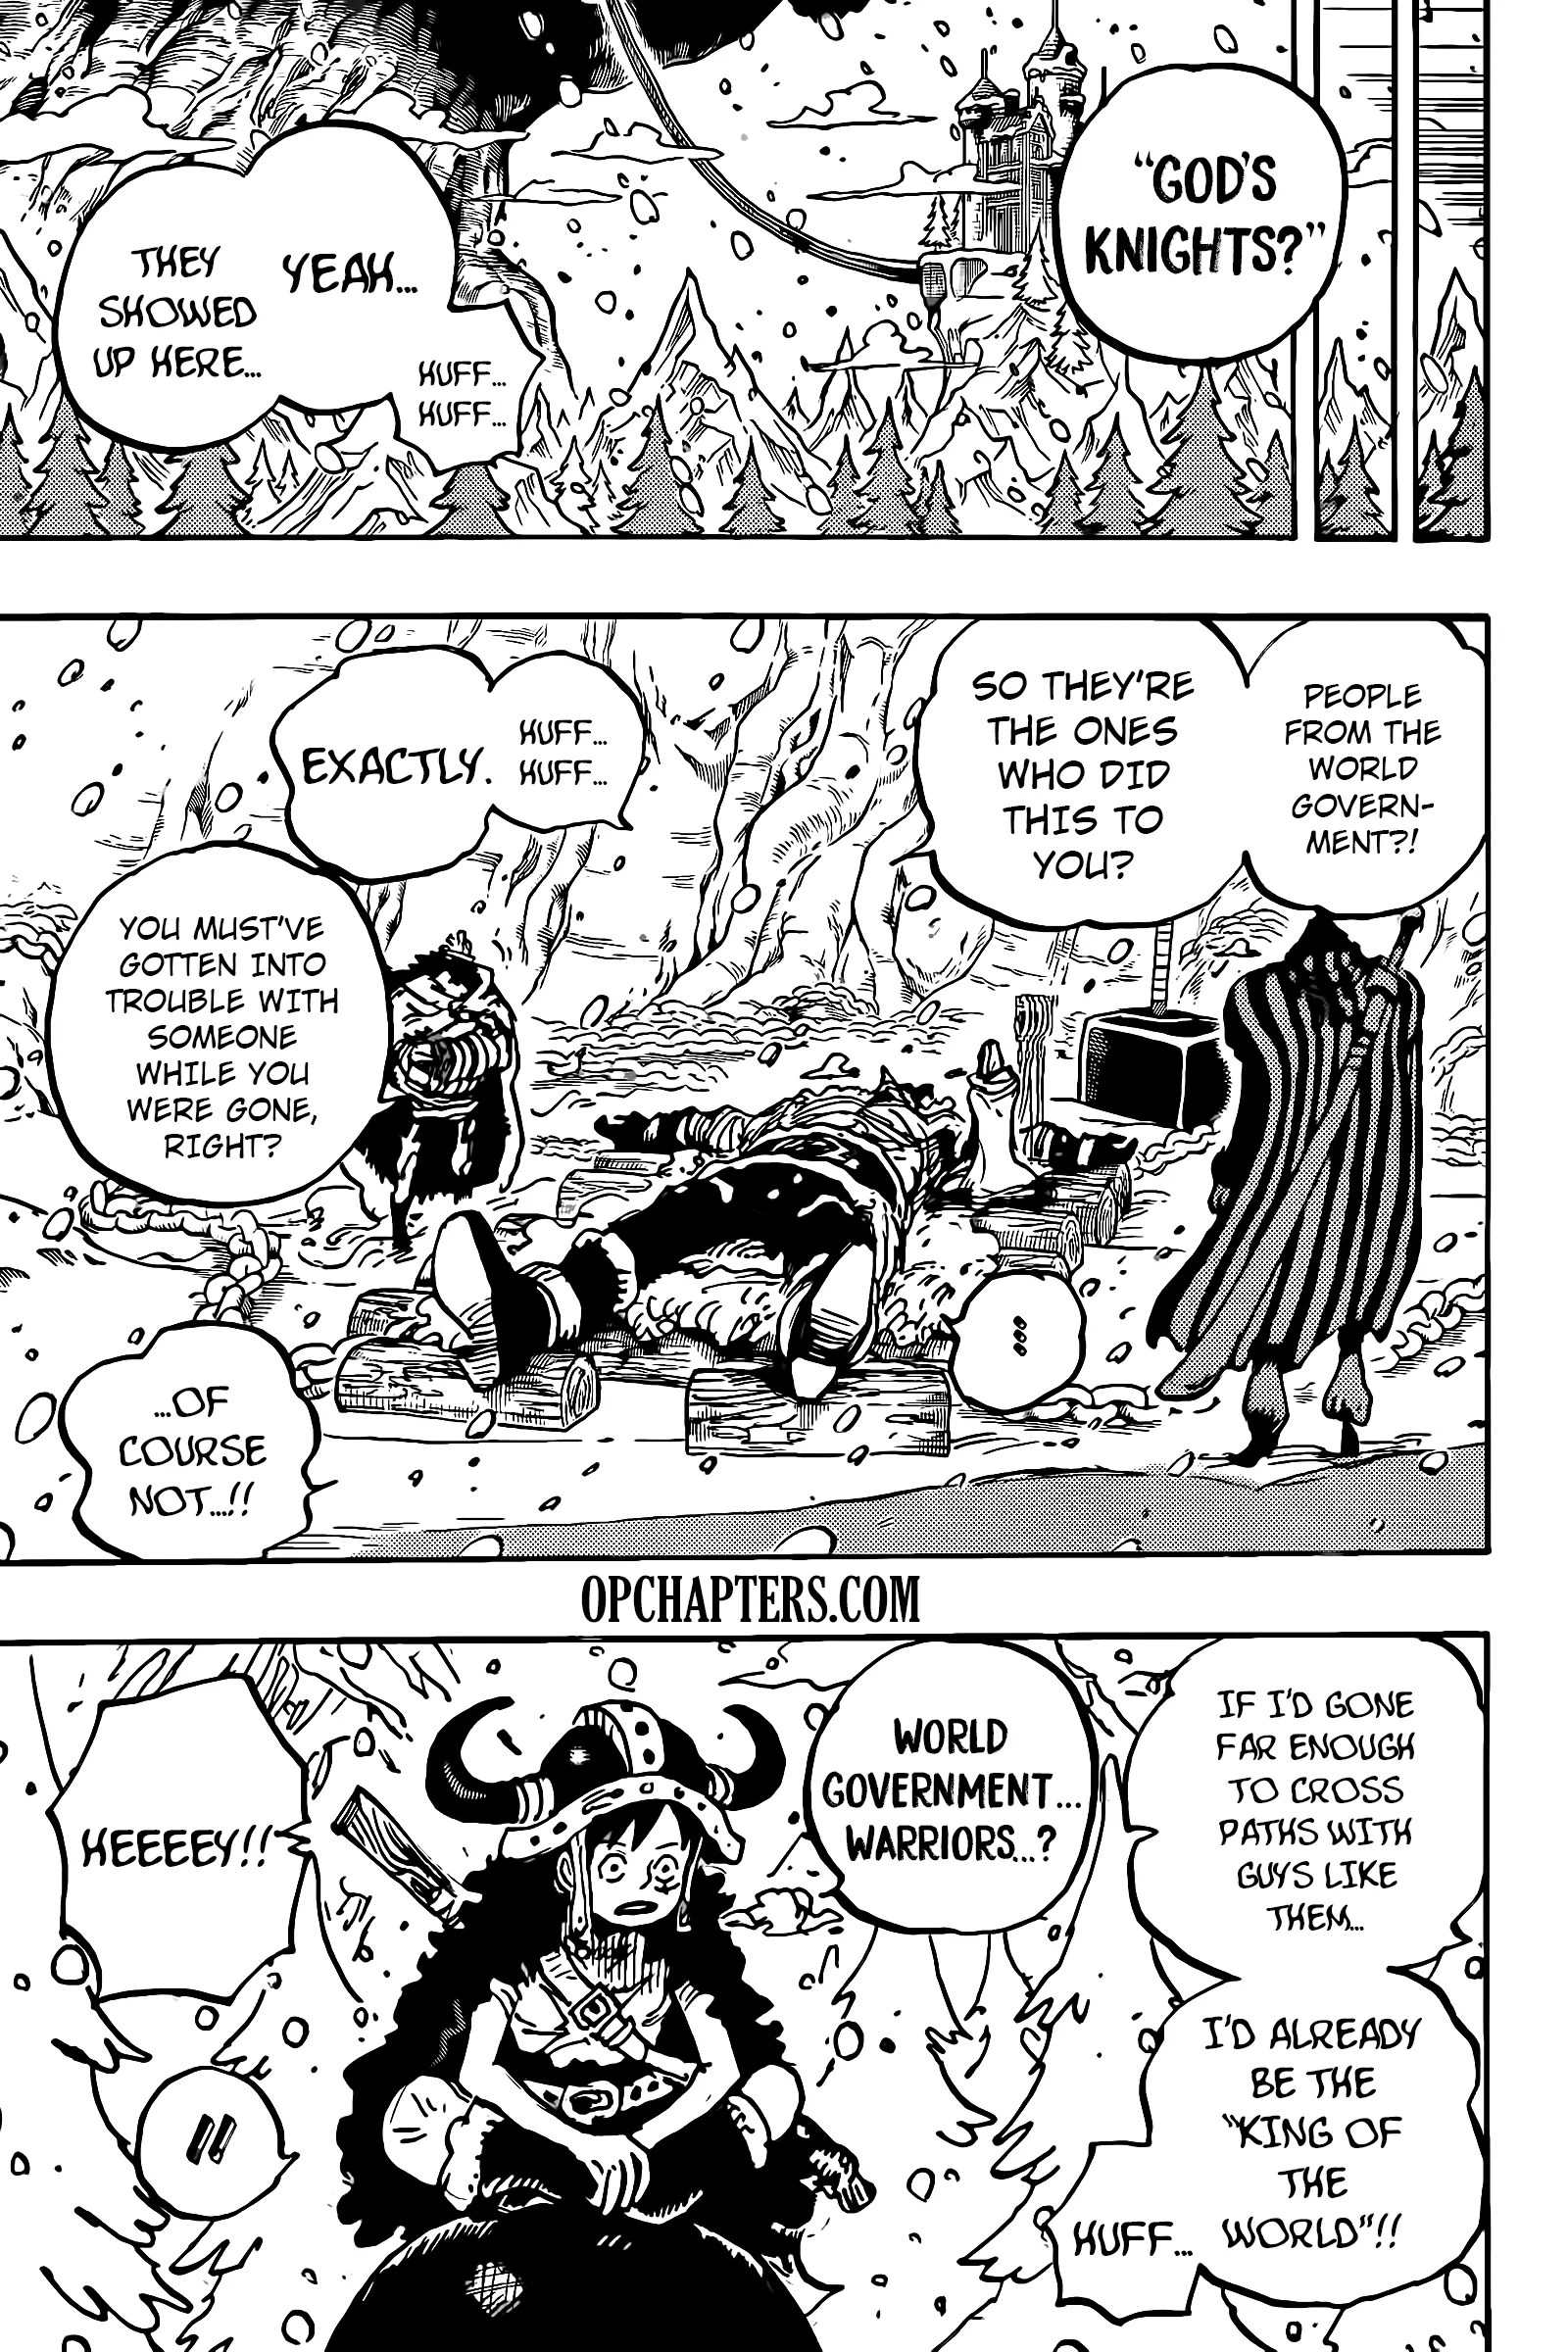 “GOD’S
KNIGHTS?”
YEAH...
THEY
SHOWED
UP HERE...
HUFF...
HUFF...
PEOPLE
FROM THE
WORLD
GOVERN-
MENT?!
SO THEY’RE
THE ONES
WHO DID
THIS TO
YOU?
HUFF...
HUFF...
EXACTLY.
YOU MUST’VE
GOTTEN INTO
TROUBLE WITH
SOMEONE
WHILE YOU
WERE GONE,
RIGHT?
...
...OF
COURSE
NOT...!!
OPCHAPTERS.COM
IF I’D GONE
FAR ENOUGH
TO CROSS
PATHS WITH
GUYS LIKE
THEM...
I’D ALREADY
BE THE
“KING OF
THE
WORLD”!!
HUFF...
WORLD
GOVERNMENT...
WARRIORS...?
HEEEEY!!
!!